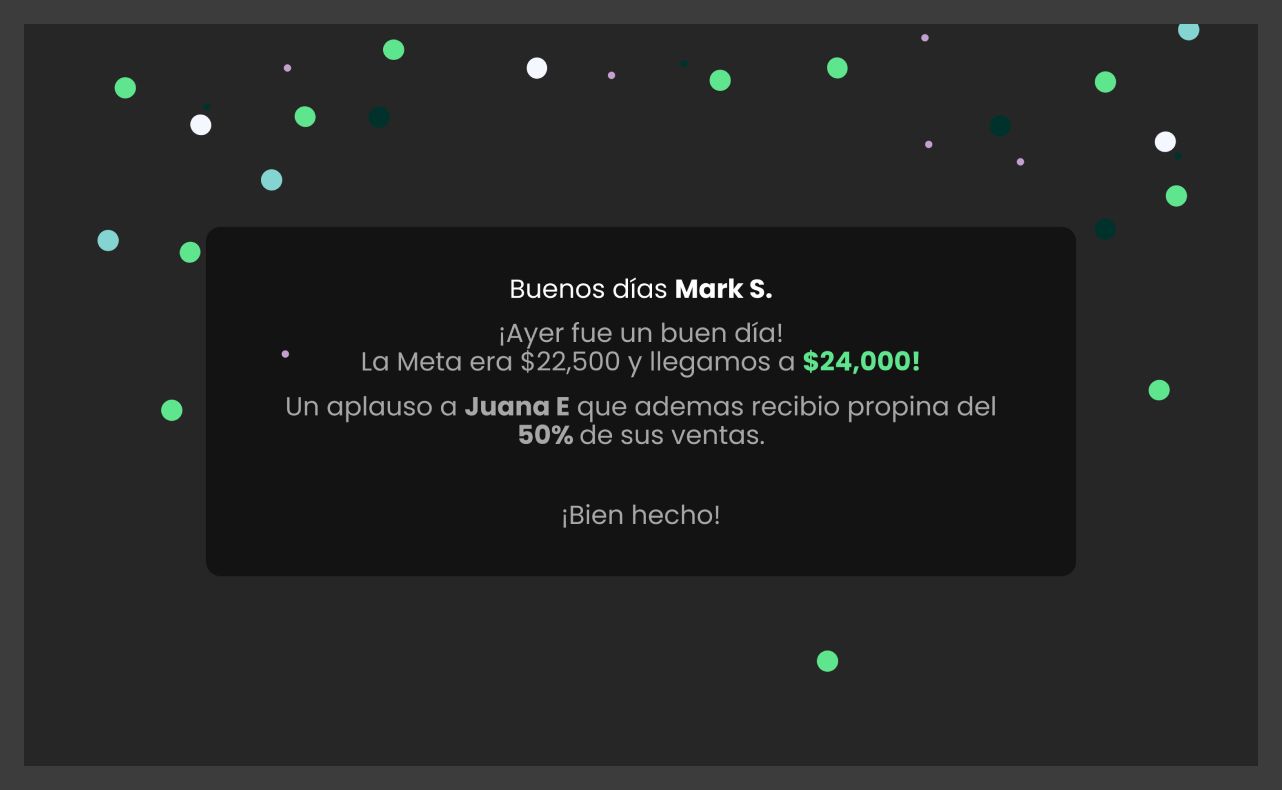 Buenos días Mark S.
¡Ayer fue un buen día!
La Meta era $22,500 y llegamos a $24,000!
Un aplauso a Juana E que ademas recibio propina del
50% de sus ventas.
¡Bien hecho!